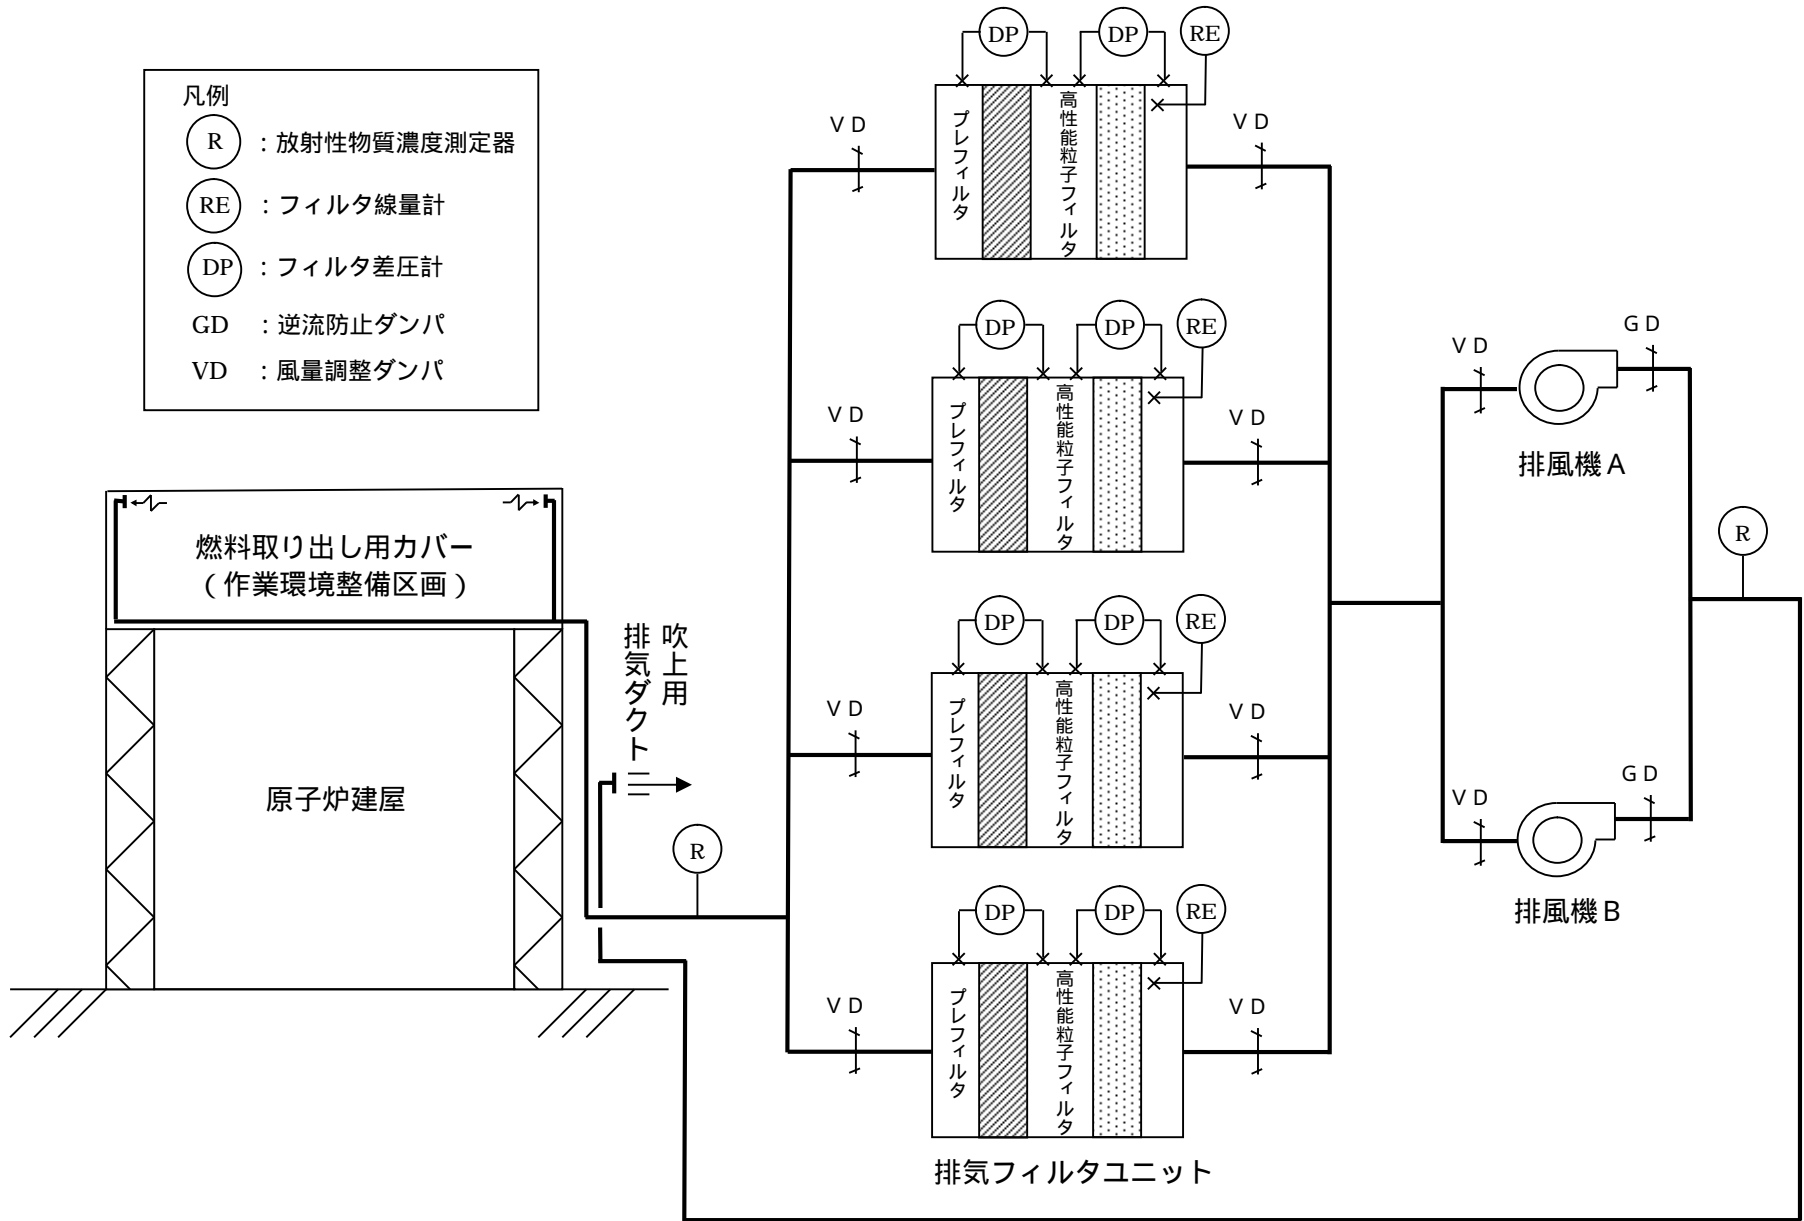 凡例
R : 放射性物質濃度測定器
RE : フィルタ線量計
DP : フィルタ差圧計
GD : 逆流防止ダンパ
VD : 風量調整ダンパ
DP
DP
RE
VD
プレフィルタ
高性能粒子フィルタ
VD
DP
DP
RE
VD
プレフィルタ
高性能粒子フィルタ
VD
DP
DP
RE
VD
プレフィルタ
高性能粒子フィルタ
VD
DP
DP
RE
VD
プレフィルタ
高性能粒子フィルタ
VD
排気フィルタユニット
VD
GD
排風機A
VD
GD
排風機B
R
燃料取り出し用カバー
(作業環境整備区画)
原子炉建屋
吹上用
排気ダクト
R